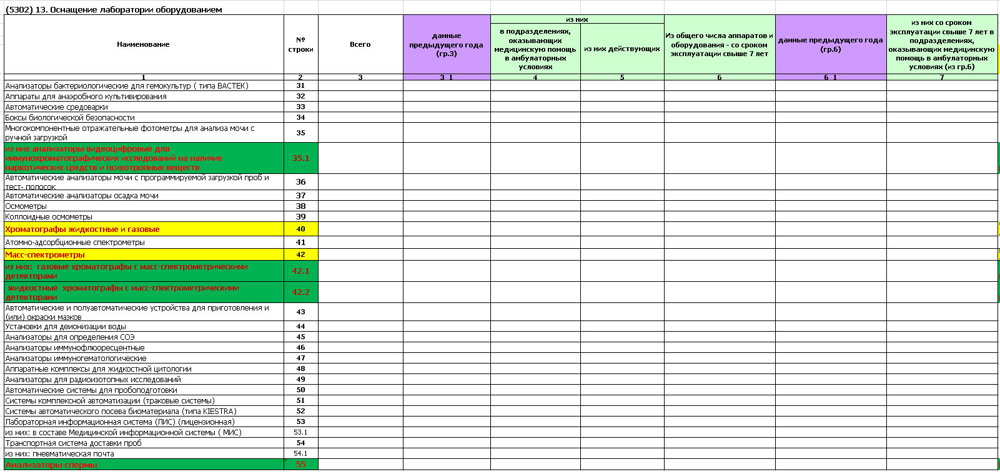 (5302) 13. Оснащение лаборатории оборудованием
Наименование
№
строки
Всего
данные
предыдущего года
(гр.3)
из них
в подразделениях,
оказывающих
медицинскую помощь
в амбулаторных
условиях
из них действующих
Из общего числа аппаратов и
оборудования - со сроком
эксплуатации свыше 7 лет
данные предыдущего года
(гр.6)
из них со сроком
эксплуатации свыше 7 лет в
подразделениях,
оказывающих медицинскую
помощь в амбулаторных
условиях (из гр.6)
1 2 3 3_1 4 5 6 6_1 7
Анализаторы бактериологические для гемокультур ( типа BACTEK) 31
Аппараты для анаэробного культивирования 32
Автоматические средоварки 33
Боксы биологической безопасности 34
Многокомпонентные отражательные фотометры для анализа мочи с
ручной загрузкой 35
из них анализаторы видеоцифровые для
иммунохроматографических исследований на наличие
наркотических средств и психотропных веществ 35.1
Автоматические анализаторы мочи с программируемой загрузкой проб и
тест- полосок 36
Автоматические анализаторы осадка мочи 37
Осмометры 38
Коллоидные осмометры 39
Хроматографы жидкостные и газовые 40
Атомно-адсорбционные спектрометры 41
Масс-спектрометры 42
из них:  газовые хроматографы с масс-спектрометрическими
детекторами 42.1
жидкостные  хроматографы с масс-спектрометрическими
детекторами 42.2
Автоматические и полуавтоматические устройства для приготовления и
(или) окраски мазков 43
Установки для деионизации воды 44
Анализаторы для определения СОЭ 45
Анализаторы иммунофлюоресцентные 46
Анализаторы иммуногематологические 47
Аппаратные комплексы для жидкостной цитологии 48
Анализаторы для радиоизотопных исследований 49
Автоматические системы для пробоподготовки 50
Системы комплексной автоматизации (траковые системы) 51
Системы автоматического посева биоматериала (типа KIESTRA) 52
Лабораторная информационная система (ЛИС) (лицензионная) 53
из них: в составе Медицинской информационной системы ( МИС) 53.1
Транспортная система доставки проб 54
из них: пневматическая почта 54.1
Анализаторы спермы 55